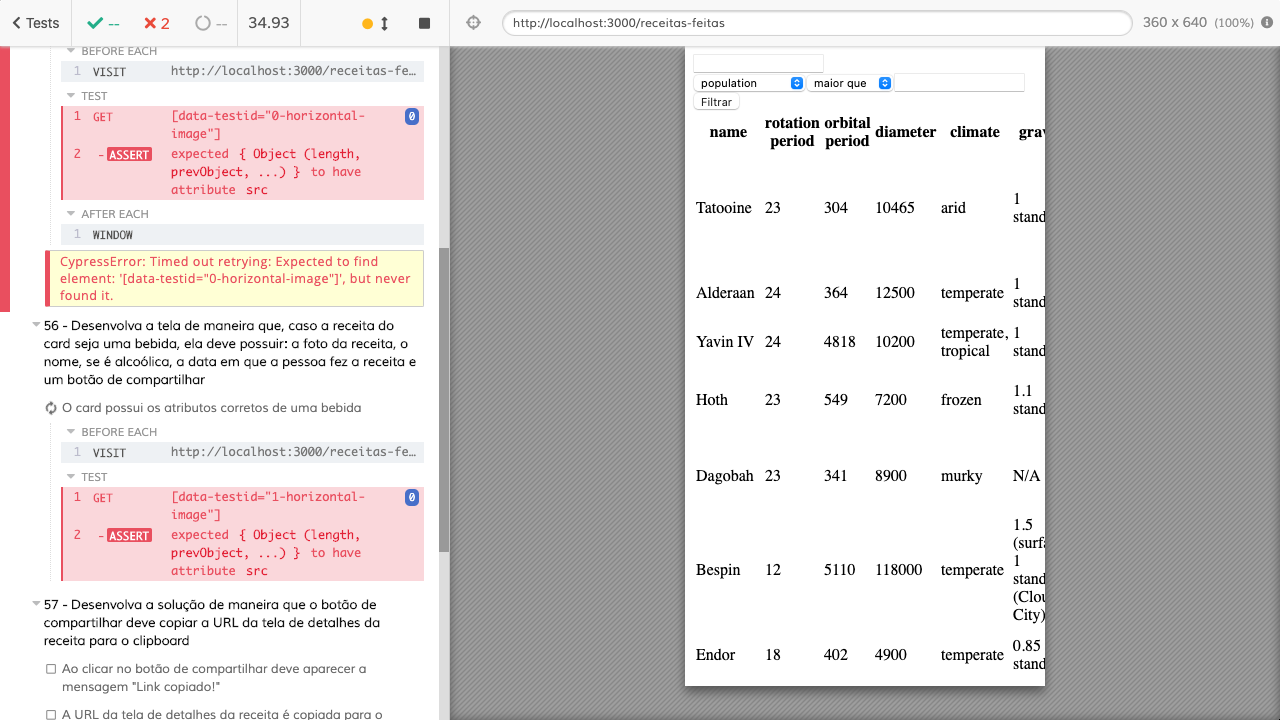 Tests
--
2
--
34.93
http://localhost:3000/receitas-feitas
360 x 640 (100%)
BEFORE EACH
1 VISIT http://localhost:3000/receitas-fe…
TEST
1 GET [data-testid="0-horizontal-
image"] 0
2 -ASSERT expected { Object (length,
prevObject, ...) } to have
attribute src
AFTER EACH
1 WINDOW
CypressError: Timed out retrying: Expected to find
element: '[data-testid="0-horizontal-image"]', but never
found it.
56 - Desenvolva a tela de maneira que, caso a receita do
card seja uma bebida, ela deve possuir: a foto da receita, o
nome, se é alcoólica, a data em que a pessoa fez a receita e
um botão de compartilhar
O card possui os atributos corretos de uma bebida
BEFORE EACH
1 VISIT http://localhost:3000/receitas-fe…
TEST
1 GET [data-testid="1-horizontal-
image"] 0
2 -ASSERT expected { Object (length,
prevObject, ...) } to have
attribute src
57 - Desenvolva a solução de maneira que o botão de
compartilhar deve copiar a URL da tela de detalhes da
receita para o clipboard
Ao clicar no botão de compartilhar deve aparecer a
mensagem "Link copiado!"
A URL da tela de detalhes da receita é copiada para o
population maior que
Filtrar
name rotation period orbital period diameter climate grav
Tatooine 23 304 10465 arid 1 stand
Alderaan 24 364 12500 temperate 1 stand
Yavin IV 24 4818 10200 temperate, tropical 1 stand
Hoth 23 549 7200 frozen 1.1 stand
Dagobah 23 341 8900 murky N/A
Bespin 12 5110 118000 temperate 1.5 (surfa 1 stand (Clou City)
Endor 18 402 4900 temperate 0.85 stand